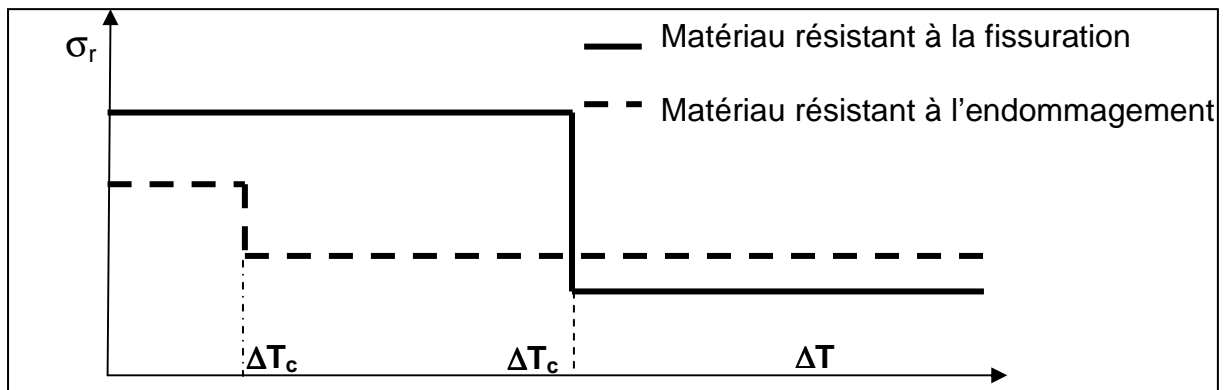 σr
Matériau résistant à la fissuration
Matériau résistant à l'endommagement
ΔTc
ΔTc
ΔT